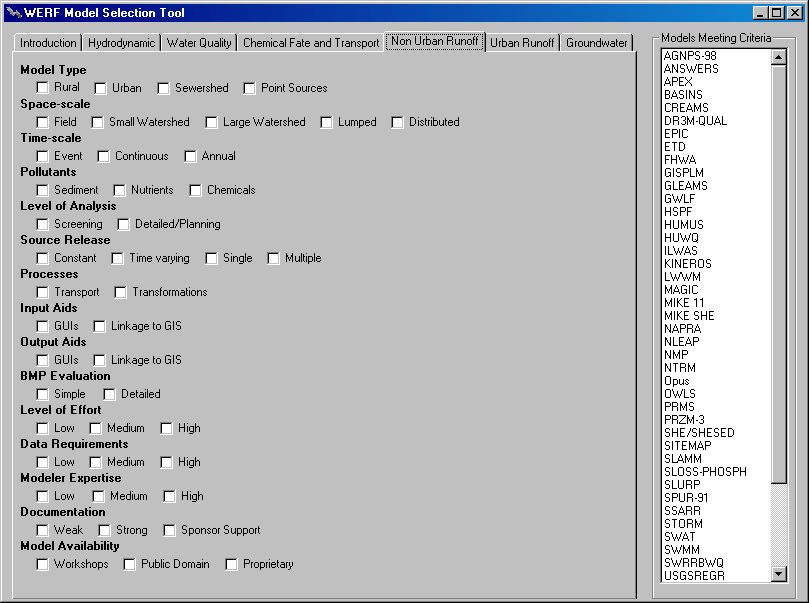 WERF Model Selection Tool
Introduction Hydrodynamic Water Quality Chemical Fate and Transport Non Urban Runoff Urban Runoff Groundwater
Model Type
Rural Urban Sewershed Point Sources
Space-scale
Field Small Watershed Large Watershed Lumped Distributed
Time-scale
Event Continuous Annual
Pollutants
Sediment Nutrients Chemicals
Level of Analysis
Screening Detailed/Planning
Source Release
Constant Time varying Single Multiple
Processes
Transport Transformations
Input Aids
GUIs Linkage to GIS
Output Aids
GUIs Linkage to GIS
BMP Evaluation
Simple Detailed
Level of Effort
Low Medium High
Data Requirements
Low Medium High
Modeler Expertise
Low Medium High
Documentation
Weak Strong Sponsor Support
Model Availability
Workshops Public Domain Proprietary
Models Meeting Criteria
AGNPS-98
ANSWERS
APEX
BASINS
CREAMS
DR3M-QUAL
EPIC
ETD
FHWA
GISPLM
GLEAMS
GWLF
HSPF
HUMUS
HUWQ
ILWAS
KINEROS
LWWM
MAGIC
MIKE 11
MIKE SHE
NAPRA
NLEAP
NMP
NTRM
Opus
OWLS
PRMS
PRZM-3
SHE/SHESED
SITEMAP
SLAMM
SLOSS-PHOSPH
SLURP
SPUR-91
SSARR
STORM
SWAT
SWMM
SWRRBWQ
USGSREGR